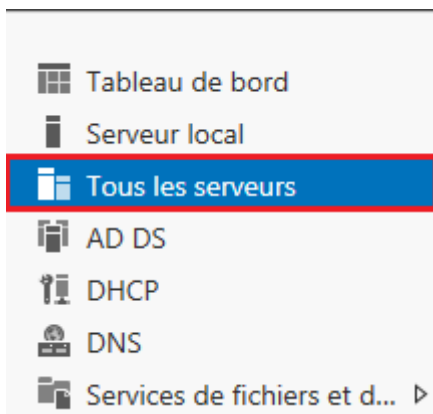 Tableau de bord
Serveur local
Tous les serveurs
AD DS
DHCP
DNS
Services de fichiers et d...